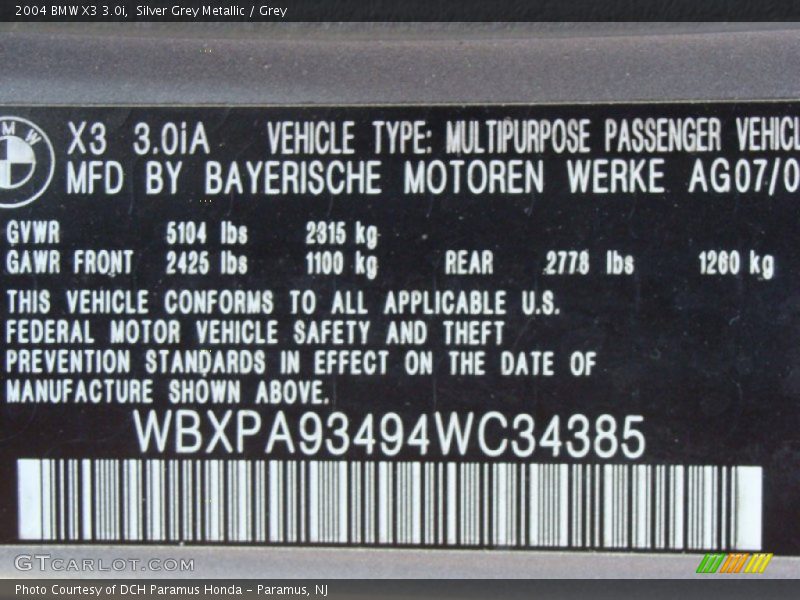 2004 BMW X3 3.0i, Silver Grey Metallic / Grey
BMW
X3 3.0iA VEHICLE TYPE: MULTIPURPOSE PASSENGER VEHICL
MFD BY BAYERISCHE MOTOREN WERKE AG07/0
GVWR 5104 lbs 2315 kg
GAWR FRONT 2425 lbs 1100 kg REAR 2778 lbs 1260 kg
THIS VEHICLE CONFORMS TO ALL APPLICABLE U.S.
FEDERAL MOTOR VEHICLE SAFETY AND THEFT
PREVENTION STANDARDS IN EFFECT ON THE DATE OF
MANUFACTURE SHOWN ABOVE.
WBXPA93494WC34385
GTCARLOT.COM
Photo Courtesy of DCH Paramus Honda - Paramus, NJ